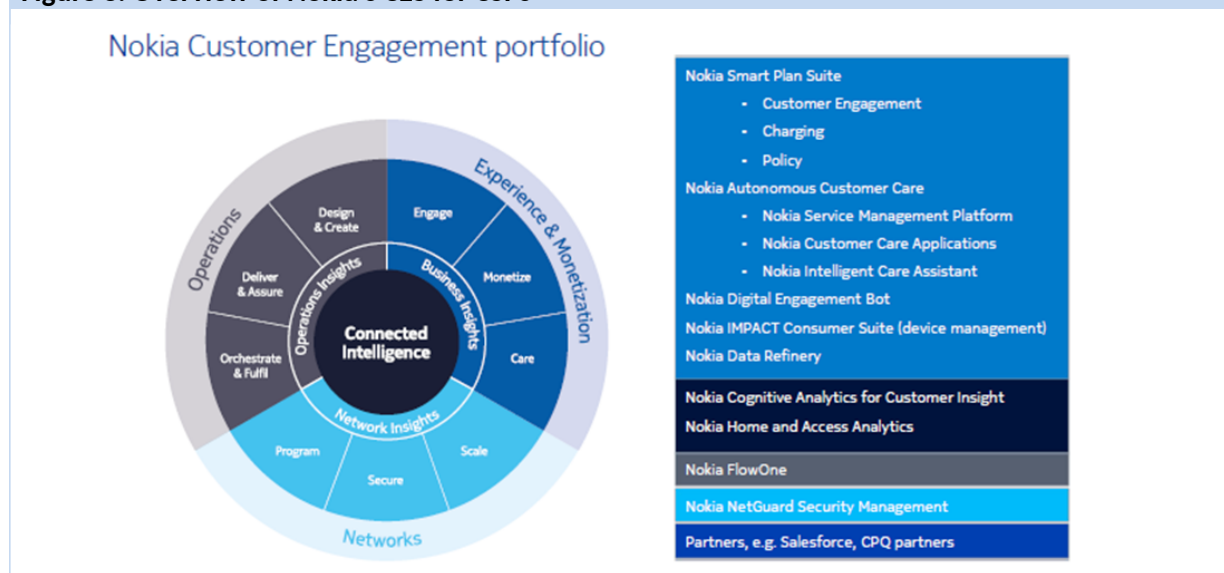 Nokia Customer Engagement portfolio
Operations
Experience & Monetization
Networks
Design
& Create
Deliver
& Assure
Orchestrate
& Fulfil
Engage
Monetize
Care
Program
Secure
Scale
Operations Insights
Business Insights
Network Insights
Connected
Intelligence
Nokia Smart Plan Suite
- Customer Engagement
- Charging
- Policy
Nokia Autonomous Customer Care
- Nokia Service Management Platform
- Nokia Customer Care Applications
- Nokia Intelligent Care Assistant
Nokia Digital Engagement Bot
Nokia IMPACT Consumer Suite (device management)
Nokia Data Refinery
Nokia Cognitive Analytics for Customer Insight
Nokia Home and Access Analytics
Nokia FlowOne
Nokia NetGuard Security Management
Partners, e.g. Salesforce, CPQ partners